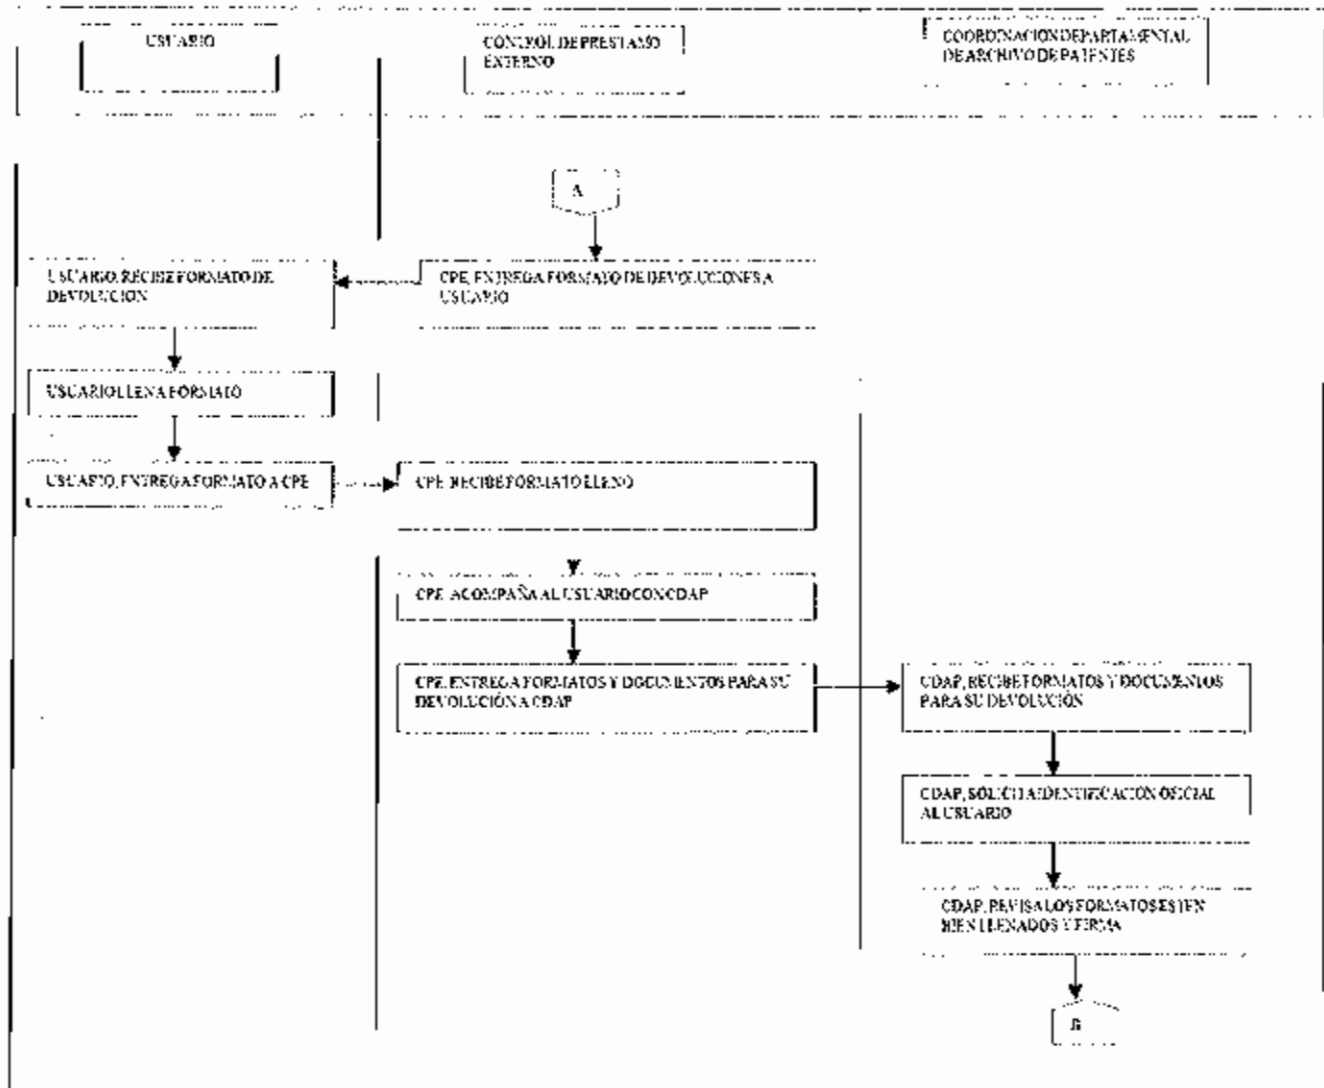 USUARIO
CONTROL DE PRESTAMO
EXTERNO
COORDINACION DEPARTAMENTAL
DE ARCHIVO DE PATENTES
A
USUARIO, RECIBE FORMATO DE
DEVOLUCION
CPE, ENTREGA FORMATO DE DEVOLUCIONES A
USUARIO
USUARIO LLENA FORMATO
USUARIO, ENTREGA FORMATO A CPE
CPE RECIBE FORMATO LLENO
CPE ACOMPAÑA AL USUARIO CON CDAP
CPE, ENTREGA FORMATOS Y DOCUMENTOS PARA SU
DEVOLUCIÓN A CDAP
CDAP, RECIBE FORMATOS Y DOCUMENTOS
PARA SU DEVOLUCIÓN
CDAP, SOLICITA IDENTIFICACIÓN OFICIAL
AL USUARIO
CDAP, REVISA LOS FORMATOS ESTEN
BIEN LLENADOS Y FIRMA